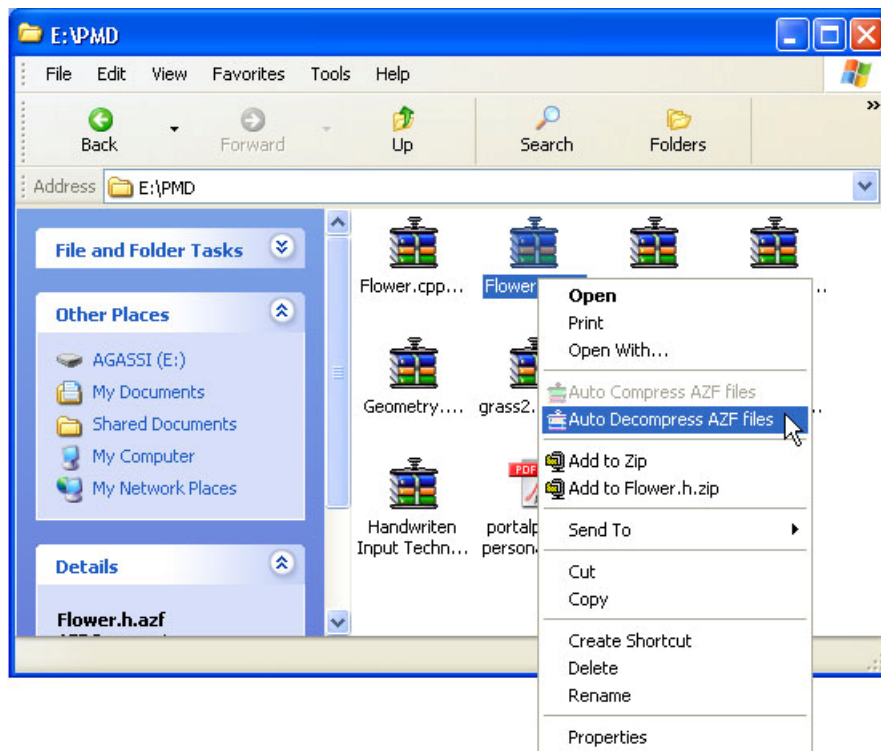 E:\PMD
File Edit View Favorites Tools Help
Back Forward Up Search Folders »
Address E:\PMD
File and Folder Tasks
Other Places
AGASSI (E:)
My Documents
Shared Documents
My Computer
My Network Places
Details
Flower.h.azf
Flower.cpp...
Flower
Geometry....
grass2.
Handwriten
Input Techn...
PDF
portalp
person
Open
Print
Open With...
Auto Compress AZF files
Auto Decompress AZF files
Add to Zip
Add to Flower.h.zip
Send To
Cut
Copy
Create Shortcut
Delete
Rename
Properties